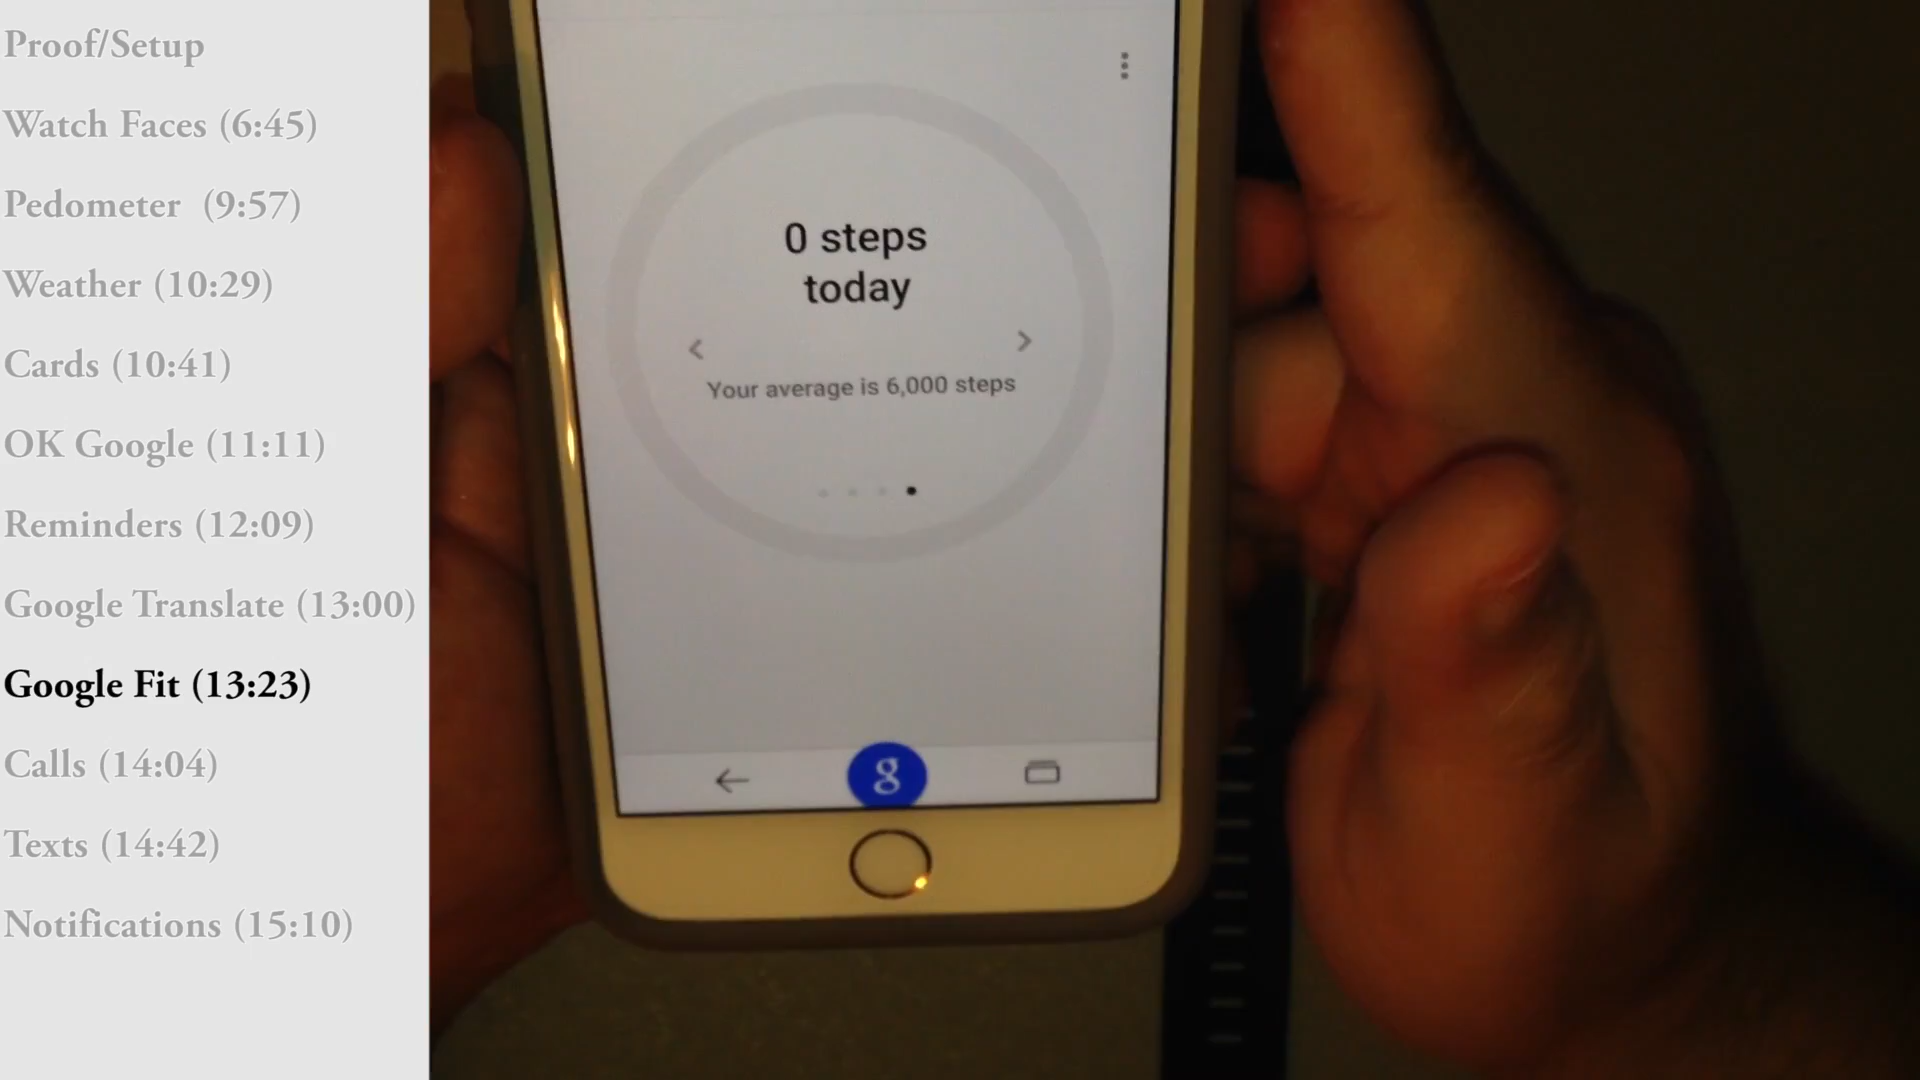 Proof/Setup
Watch Faces (6:45)
Pedometer (9:57)
Weather (10:29)
Cards (10:41)
OK Google (11:11)
Reminders (12:09)
Google Translate (13:00)
Google Fit (13:23)
Calls (14:04)
Texts (14:42)
Notifications (15:10)
0 steps
today
Your average is 6,000 steps
g